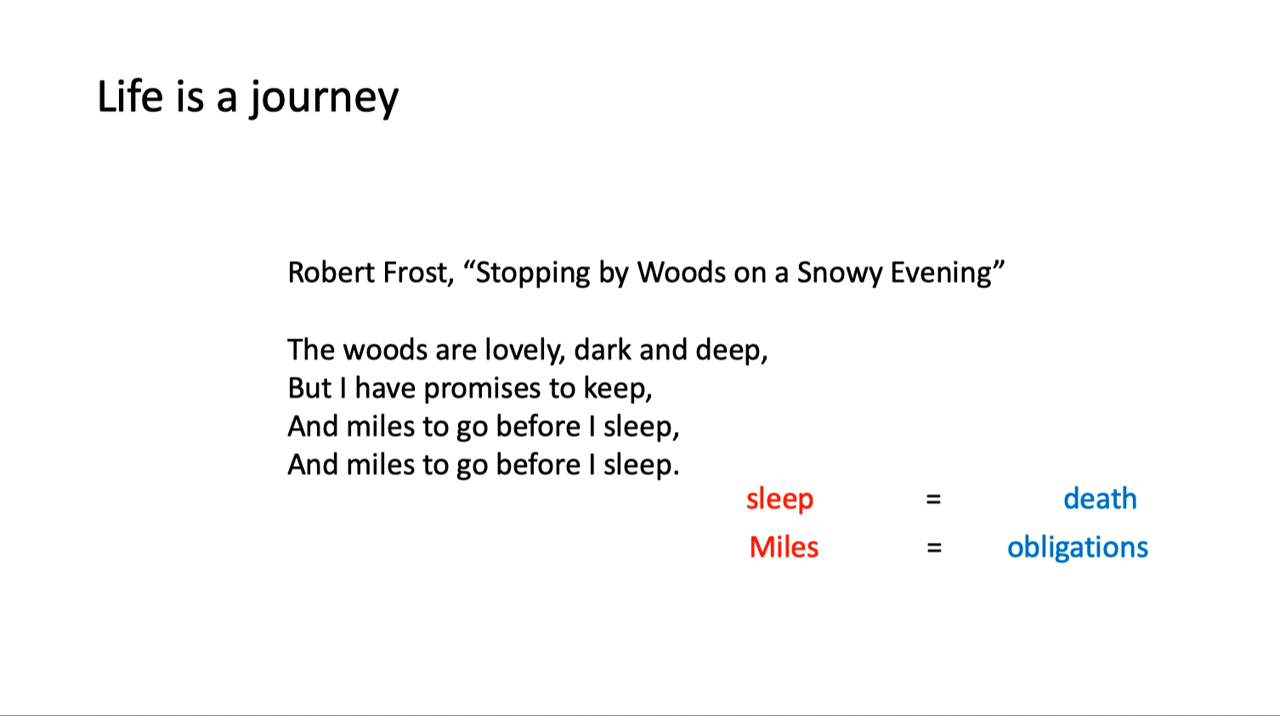 Life is a journey
Robert Frost, “Stopping by Woods on a Snowy Evening”
The woods are lovely, dark and deep,
But I have promises to keep,
And miles to go before I sleep,
And miles to go before I sleep.
sleep = death
Miles = obligations